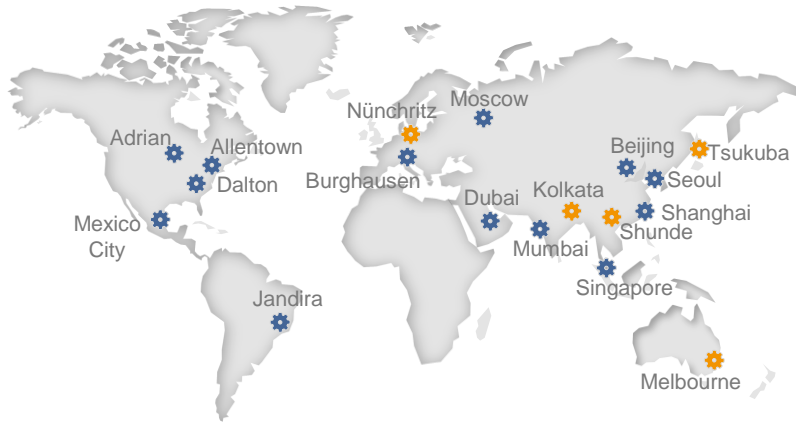 Nünchritz
Moscow
Adrian
Allentown
Beijing
Tsukuba
Dalton
Burghausen
Dubai
Kolkata
Seoul
Mexico
City
Shanghai
Mumbai
Shunde
Singapore
Jandira
Melbourne